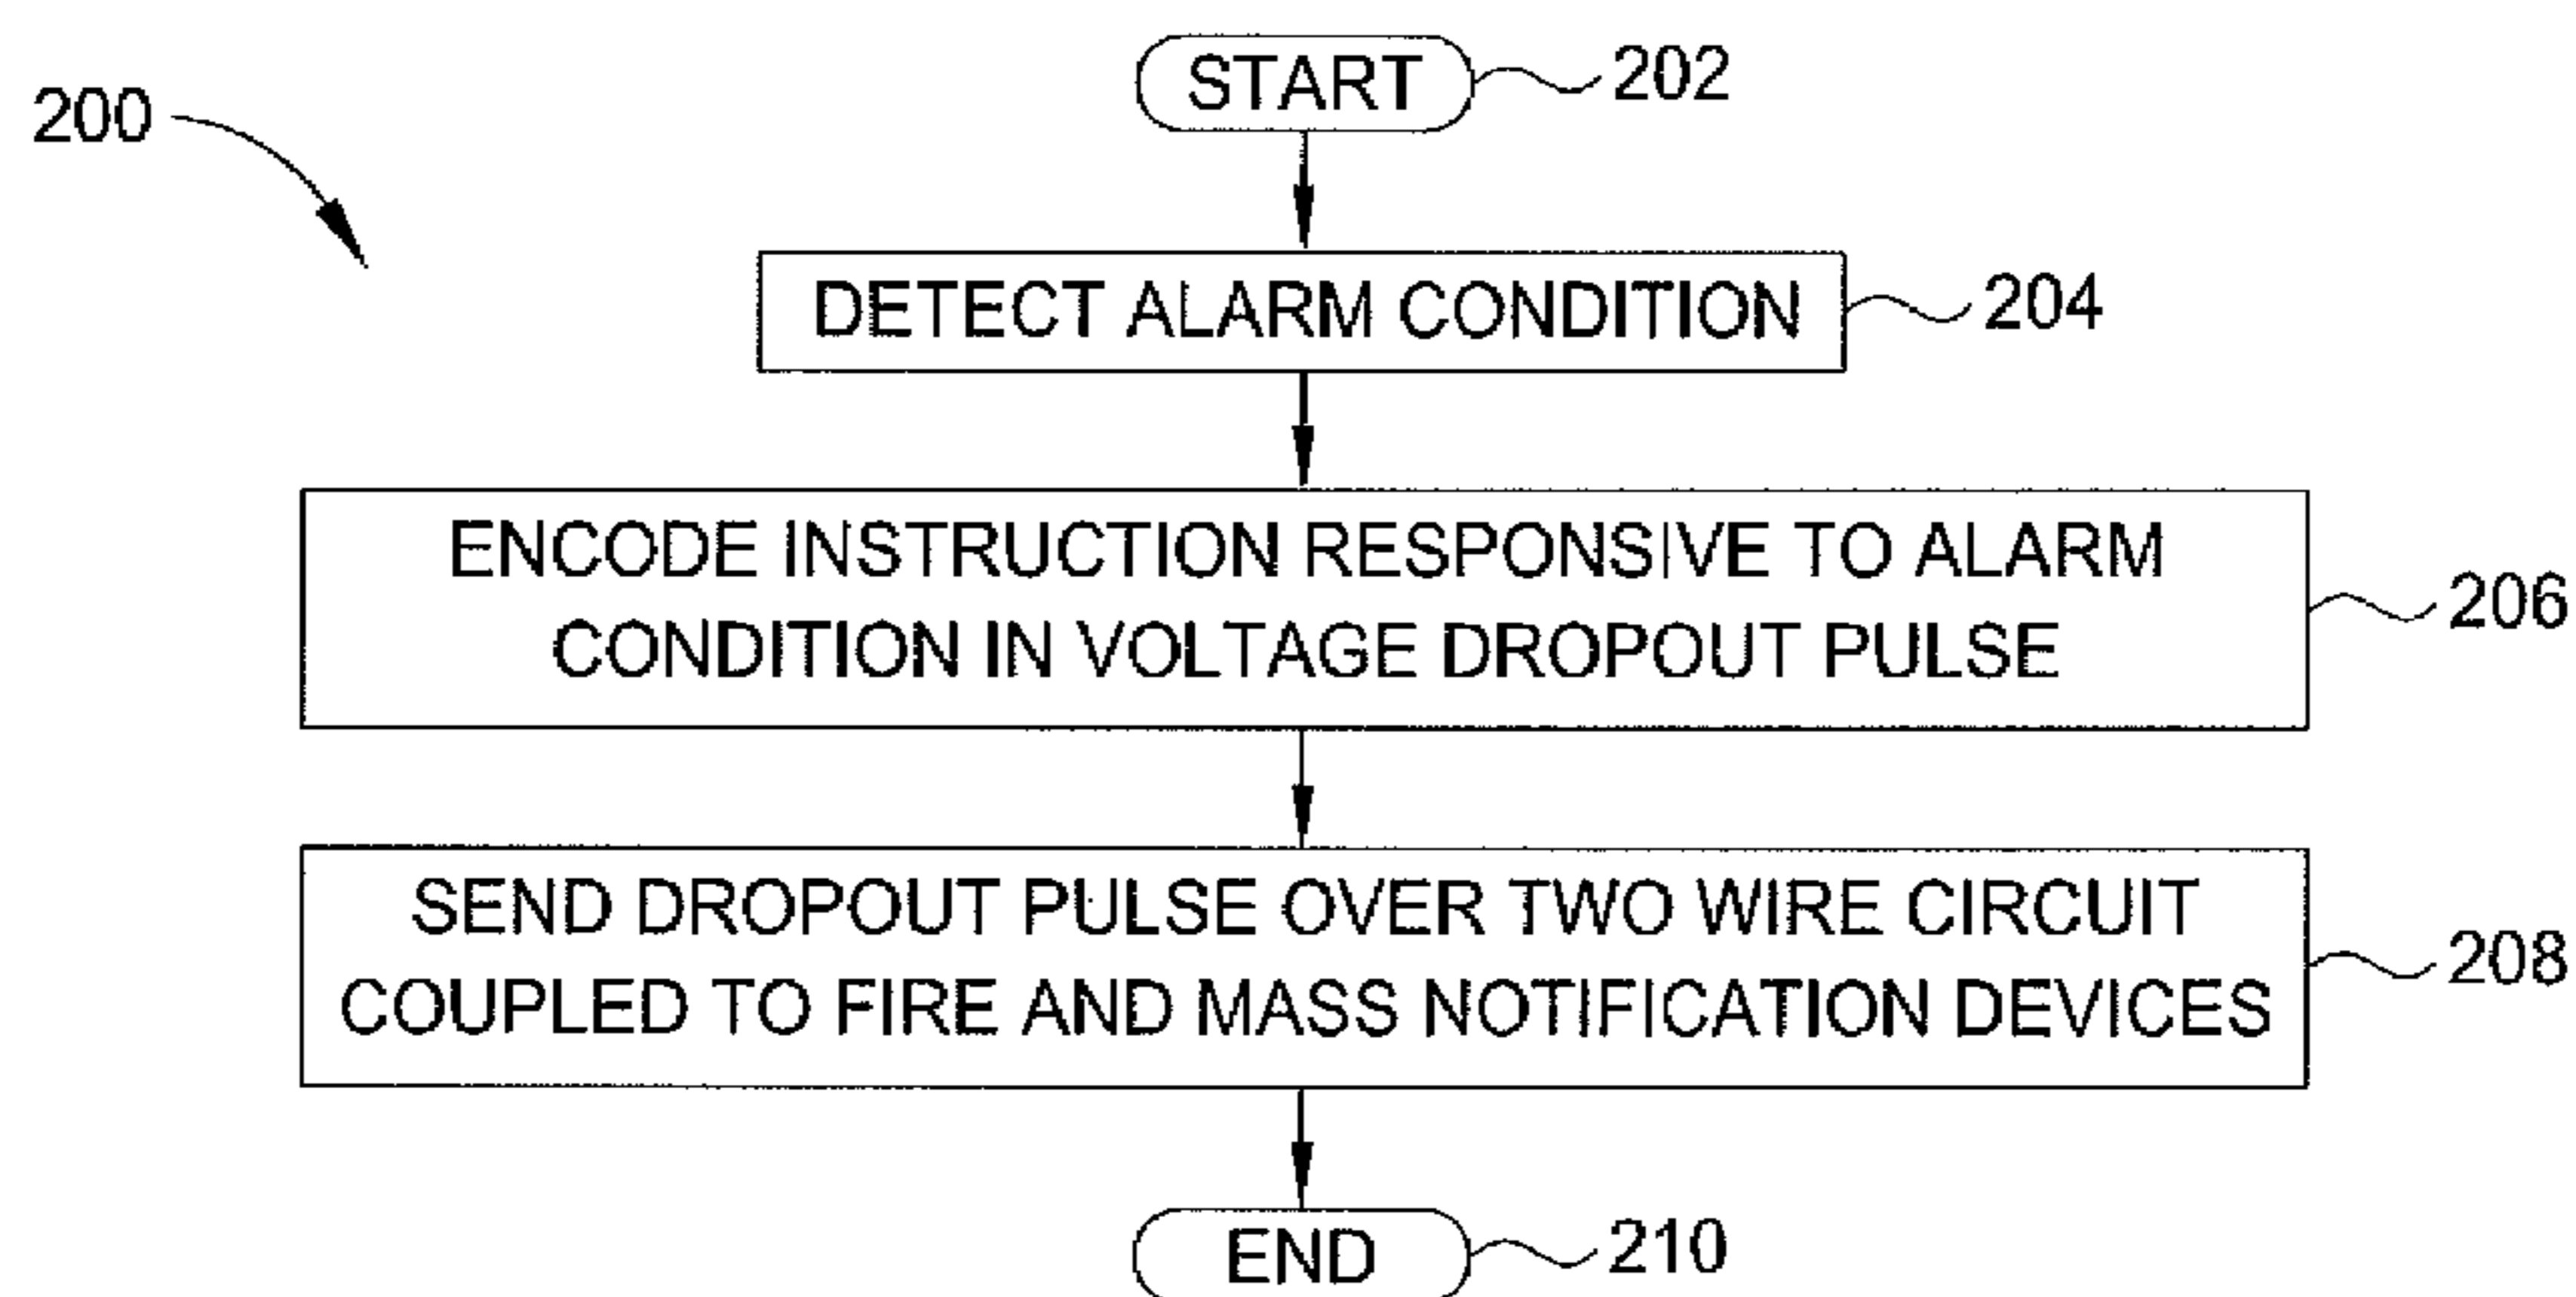 200
START 202
DETECT ALARM CONDITION 204
ENCODE INSTRUCTION RESPONSIVE TO ALARM
CONDITION IN VOLTAGE DROPOUT PULSE
206
SEND DROPOUT PULSE OVER TWO WIRE CIRCUIT
COUPLED TO FIRE AND MASS NOTIFICATION DEVICES
208
END 210